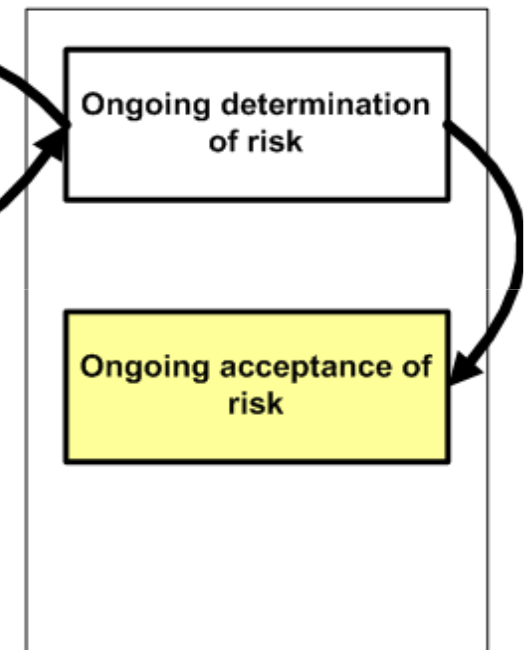 Ongoing determination
of risk
Ongoing acceptance of
risk